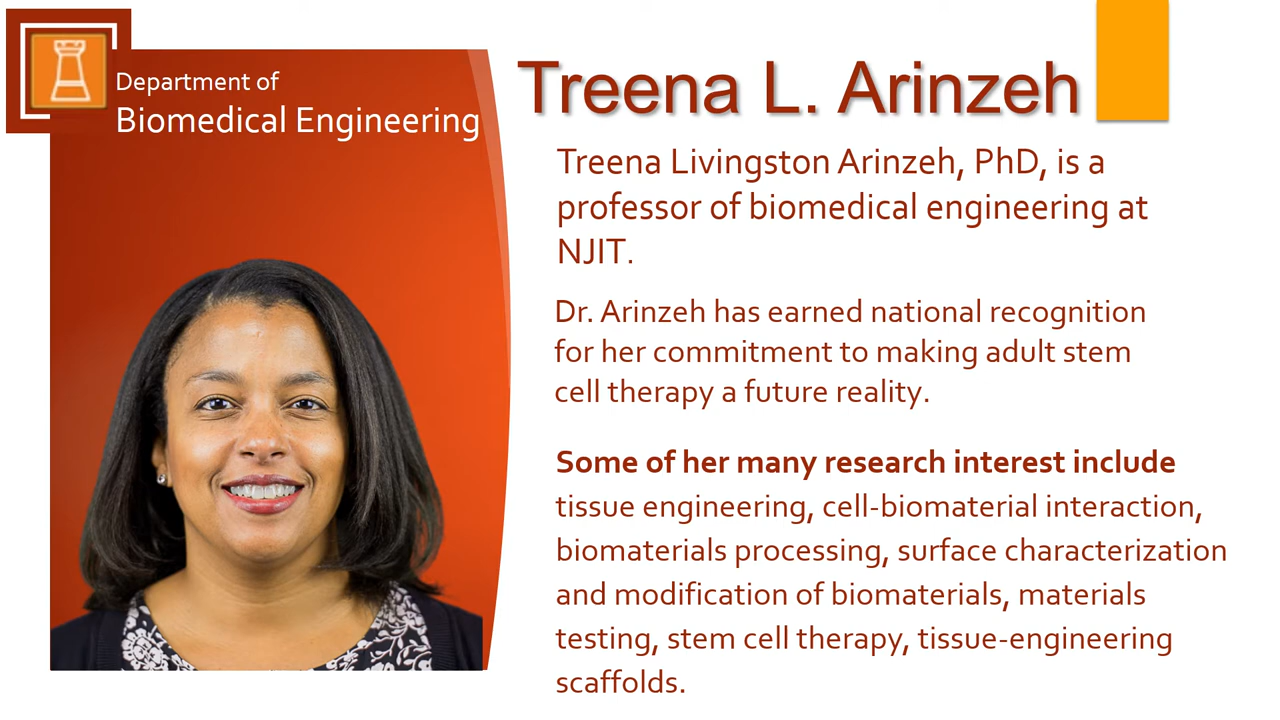 Department of
Biomedical Engineering
Treena L. Arinzeh
Treena Livingston Arinzeh, PhD, is a
professor of biomedical engineering at
NJIT.
Dr. Arinzeh has earned national recognition
for her commitment to making adult stem
cell therapy a future reality.
Some of her many research interest include
tissue engineering, cell-biomaterial interaction,
biomaterials processing, surface characterization
and modification of biomaterials, materials
testing, stem cell therapy, tissue-engineering
scaffolds.